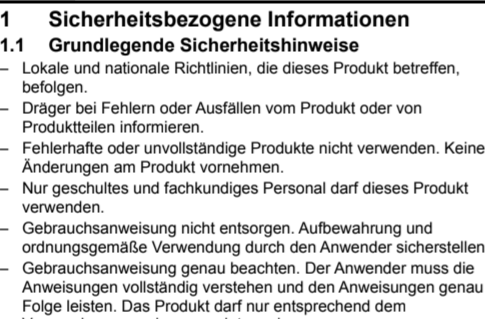 1 Sicherheitsbezogene Informationen
1.1 Grundlegende Sicherheitshinweise
– Lokale und nationale Richtlinien, die dieses Produkt betreffen,
befolgen.
– Dräger bei Fehlern oder Ausfällen vom Produkt oder von
Produktteilen informieren.
– Fehlerhafte oder unvollständige Produkte nicht verwenden. Keine
Änderungen am Produkt vornehmen.
– Nur geschultes und fachkundiges Personal darf dieses Produkt
verwenden.
– Gebrauchsanweisung nicht entsorgen. Aufbewahrung und
ordnungsgemäße Verwendung durch den Anwender sicherstellen
– Gebrauchsanweisung genau beachten. Der Anwender muss die
Anweisungen vollständig verstehen und den Anweisungen genau
Folge leisten. Das Produkt darf nur entsprechend dem